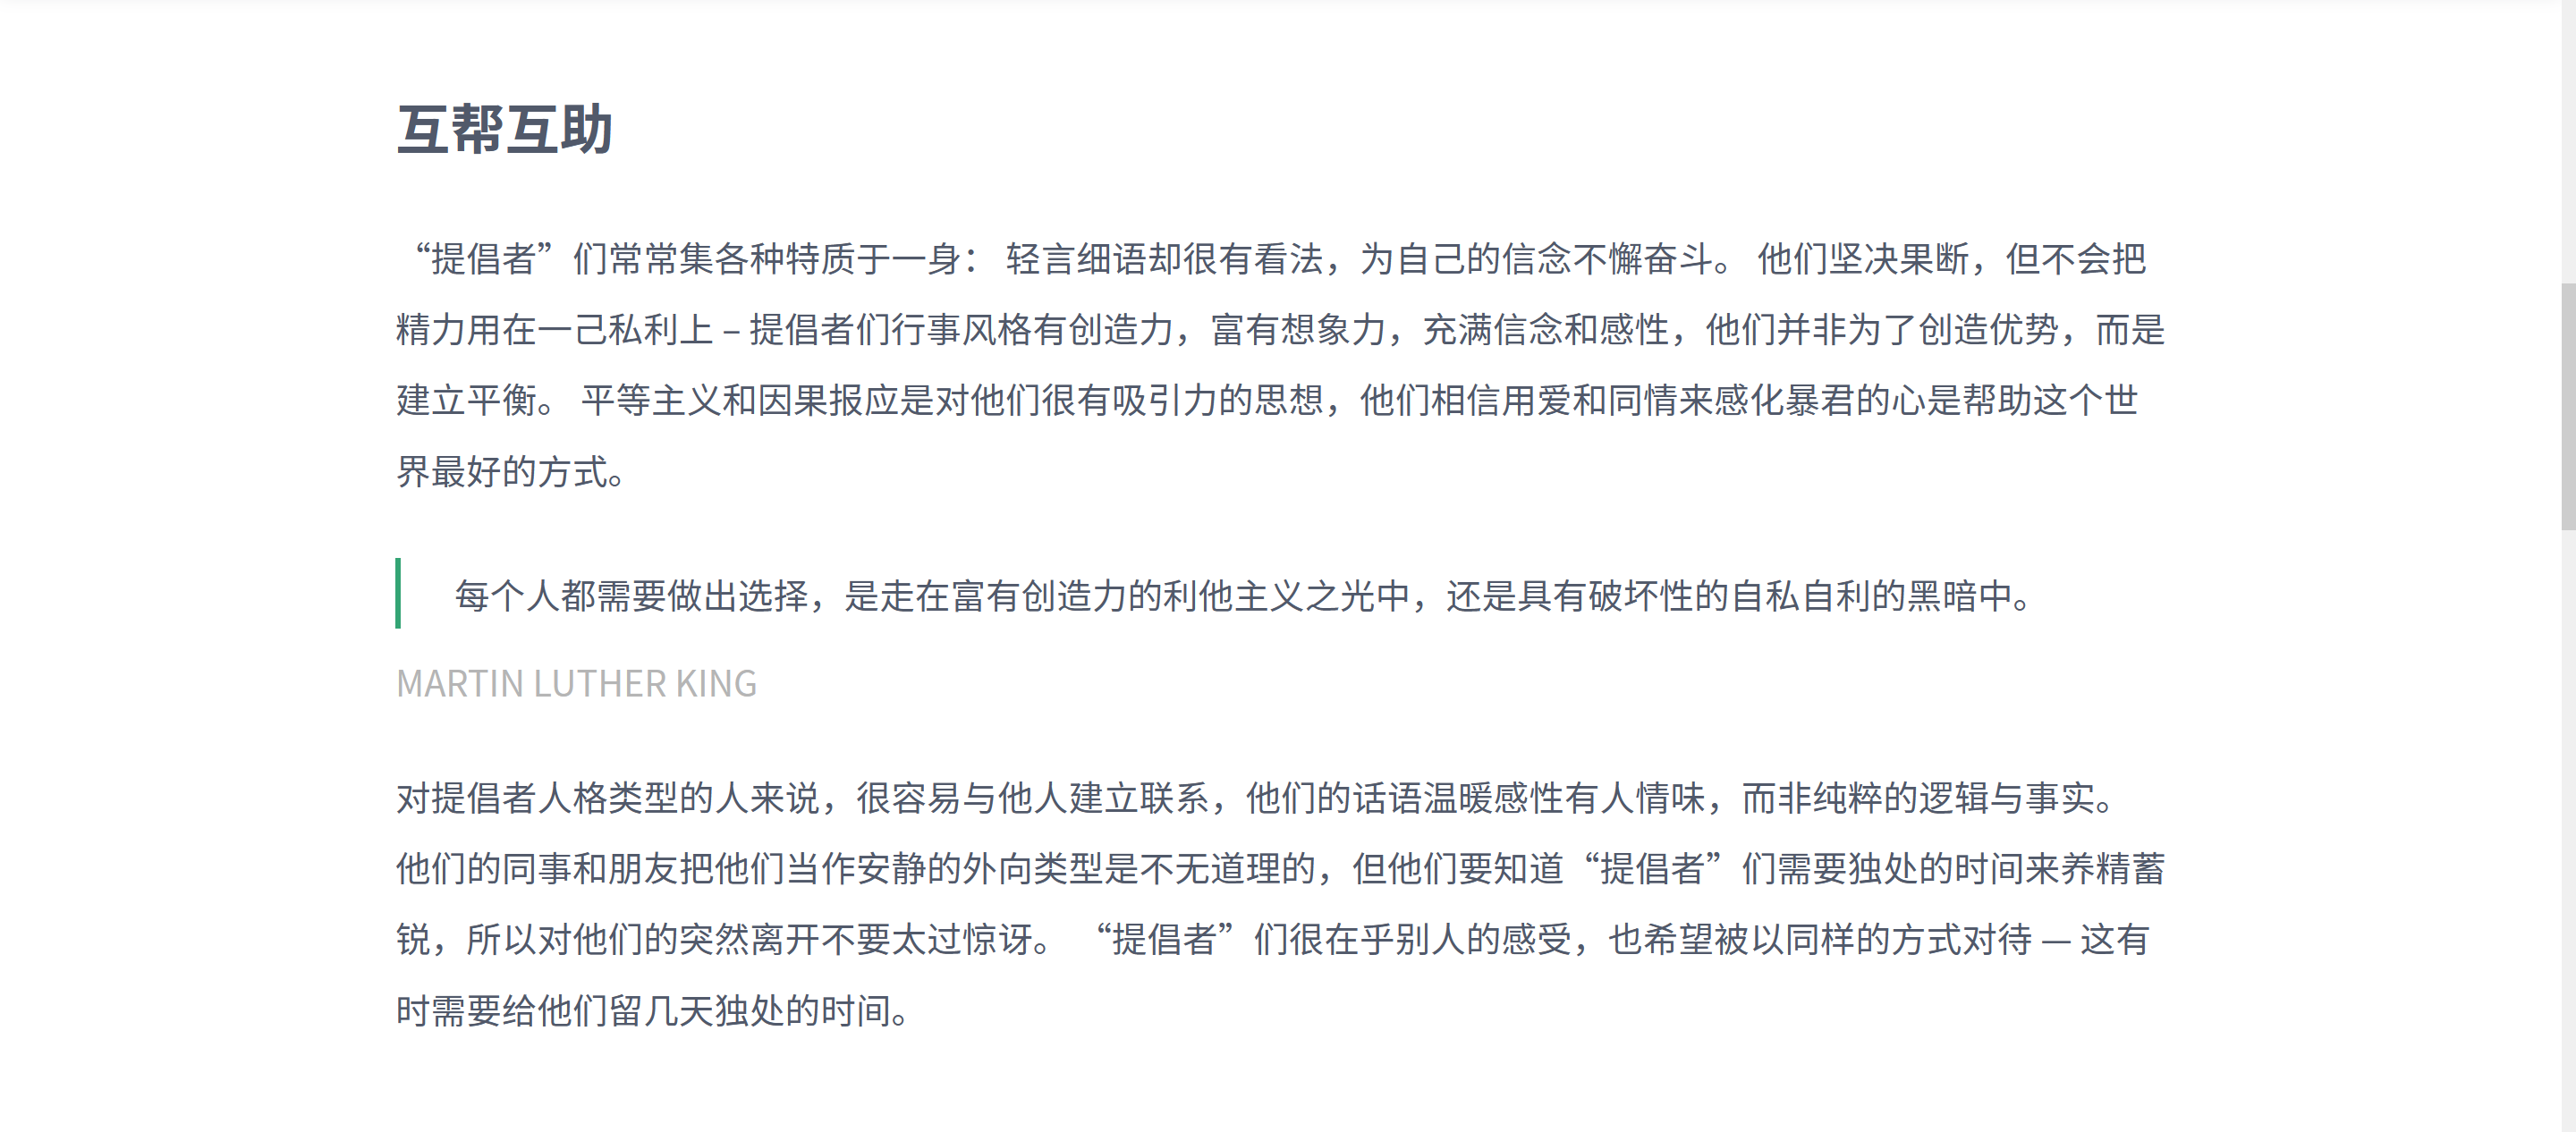 互帮互助
“提倡者”们常常集各种特质于一身： 轻言细语却很有看法，为自己的信念不懈奋斗。 他们坚决果断，但不会把
精力用在一己私利上 – 提倡者们行事风格有创造力，富有想象力，充满信念和感性，他们并非为了创造优势，而是
建立平衡。 平等主义和因果报应是对他们很有吸引力的思想，他们相信用爱和同情来感化暴君的心是帮助这个世
界最好的方式。
每个人都需要做出选择，是走在富有创造力的利他主义之光中，还是具有破坏性的自私自利的黑暗中。
MARTIN LUTHER KING
对提倡者人格类型的人来说，很容易与他人建立联系，他们的话语温暖感性有人情味，而非纯粹的逻辑与事实。
他们的同事和朋友把他们当作安静的外向类型是不无道理的，但他们要知道“提倡者”们需要独处的时间来养精蓄
锐，所以对他们的突然离开不要太过惊讶。 “提倡者”们很在乎别人的感受，也希望被以同样的方式对待 — 这有
时需要给他们留几天独处的时间。